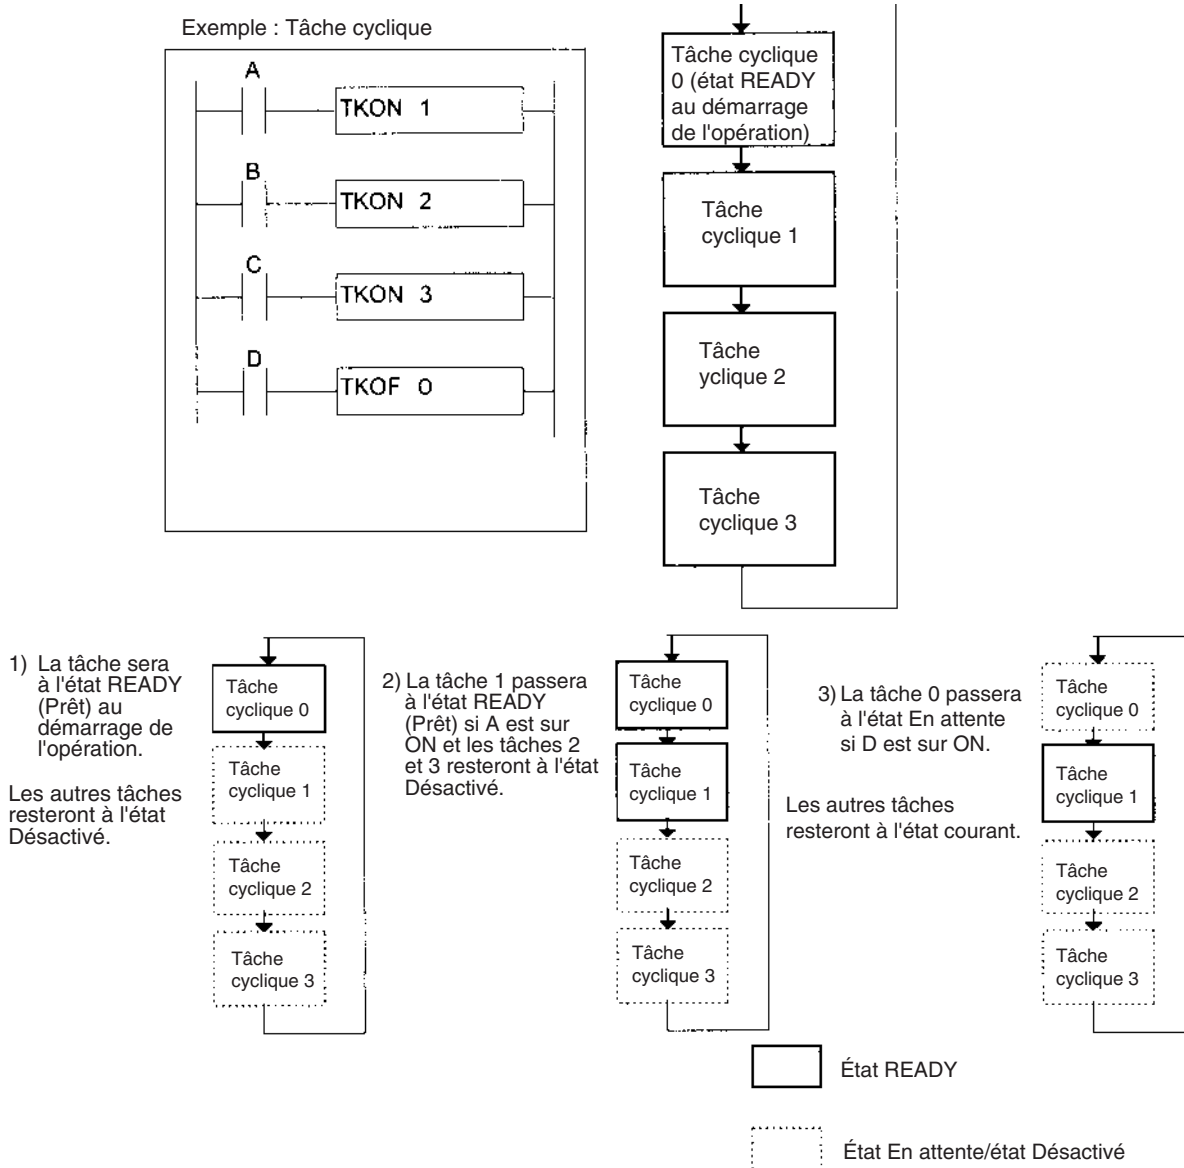 Exemple : Tâche cyclique
A
TKON 1
B
TKON 2
C
TKON 3
D
TKOF 0
Tâche cyclique
0 (état READY
au démarrage
de l'opération)
Tâche
cyclique 1
Tâche
yclique 2
Tâche
cyclique 3
1) La tâche sera
à l'état READY
(Prêt) au
démarrage de
l'opération.
Les autres tâches
resteront à l'état
Désactivé.
Tâche
cyclique 0
Tâche
cyclique 1
Tâche
cyclique 2
Tâche
cyclique 3
2) La tâche 1 passera
à l'état READY
(Prêt) si A est sur
ON et les tâches 2
et 3 resteront à l'état
Désactivé.
Tâche
cyclique 0
Tâche
cyclique 1
Tâche
cyclique 2
Tâche
cyclique 3
3) La tâche 0 passera
à l'état En attente
si D est sur ON.
Les autres tâches
resteront à l'état courant.
Tâche
cyclique 0
Tâche
cyclique 1
Tâche
cyclique 2
Tâche
cyclique 3
État READY
État En attente/état Désactivé